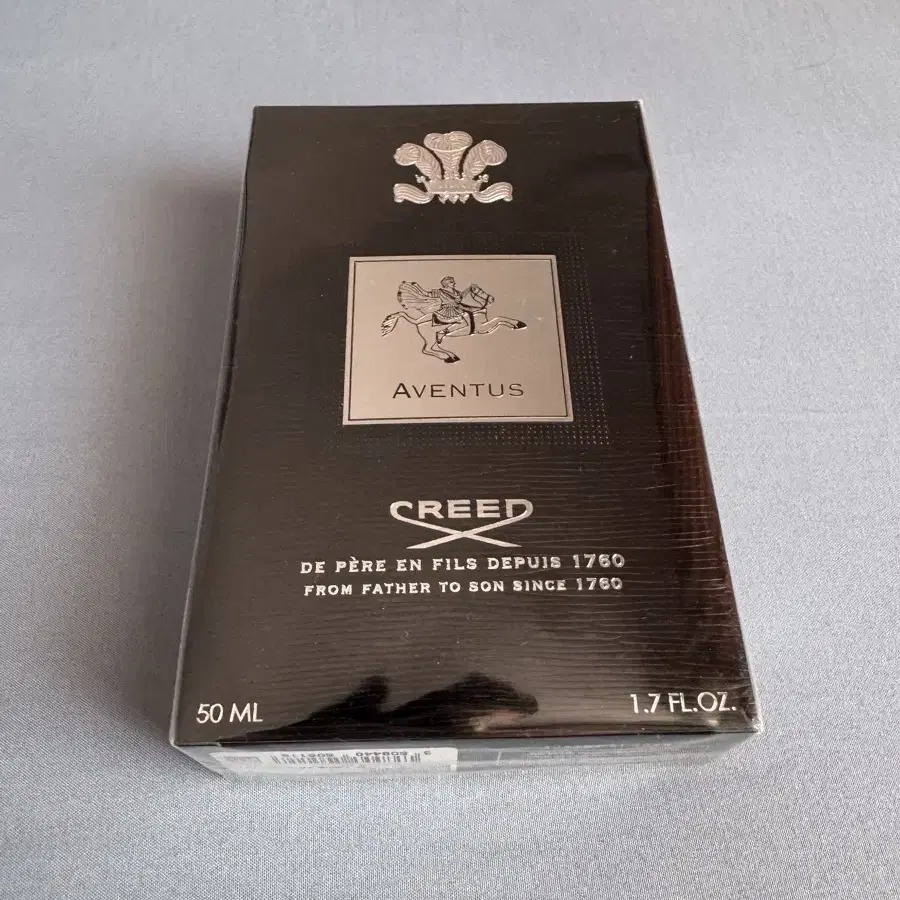 AVENTUS
CREED
DE PÈRE EN FILS DEPUIS 1760
FROM FATHER TO SON SINCE 1760
50 ML
1.7 FL.OZ.